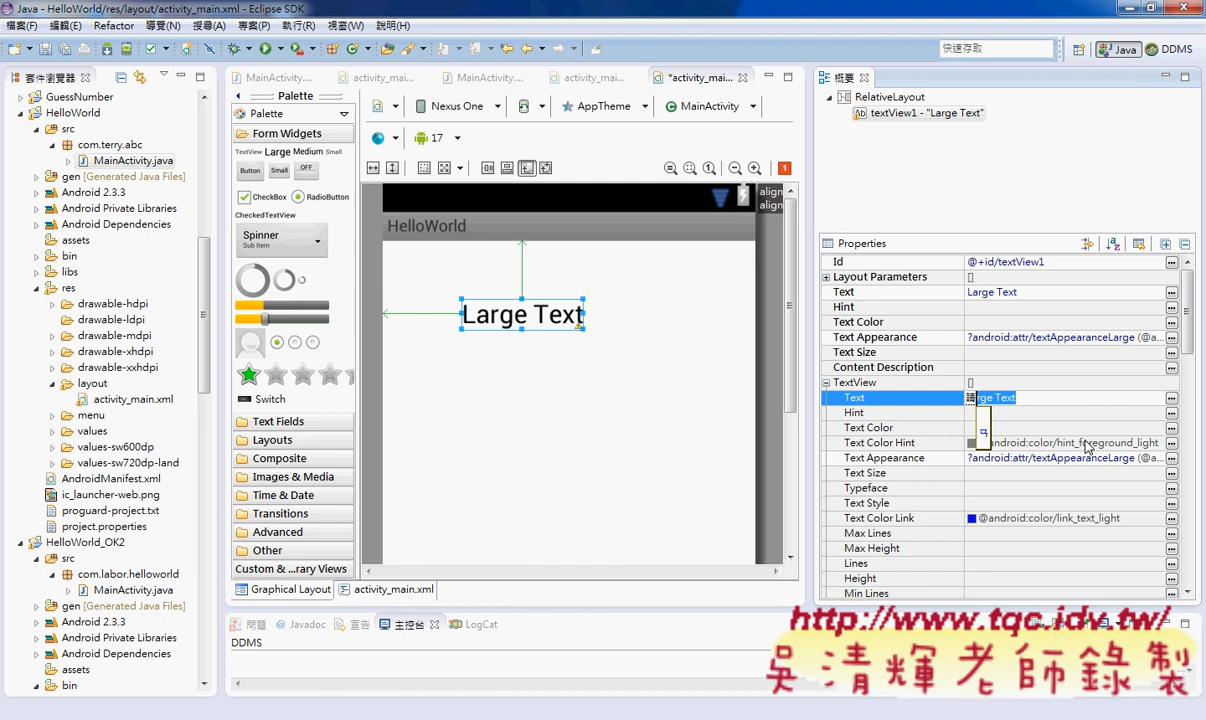 Java - HelloWorld/res/layout/activity_main.xml - Eclipse SDK
檔案(F) 編輯(E) Refactor 導覽(N) 搜尋(A) 專案(P) 執行(R) 視窗(W) 說明(H)
快速存取 Java DDMS
套件瀏覽器
GuessNumber
HelloWorld
src
com.terry.abc
MainActivity.java
gen [Generated Java Files]
Android 2.3.3
Android Private Libraries
Android Dependencies
assets
bin
libs
res
drawable-hdpi
drawable-ldpi
drawable-mdpi
drawable-xhdpi
drawable-xxhdpi
layout
activity_main.xml
menu
values
values-sw600dp
values-sw720dp-land
AndroidManifest.xml
ic_launcher-web.png
proguard-project.txt
project.properties
HelloWorld_OK2
src
com.labor.helloworld
MainActivity.java
gen [Generated Java Files]
Android 2.3.3
Android Private Libraries
Android Dependencies
assets
bin
MainActivity.... activity_mai... MainActivity.... activity_mai... *activity_mai...
Palette
Palette
Form Widgets
TextView Large Medium Small
Button Small OFF
CheckBox RadioButton
CheckedTextView
Spinner
Sub Item
Switch
Text Fields
Layouts
Composite
Images & Media
Time & Date
Transitions
Advanced
Other
Custom & ...rary Views
Nexus One AppTheme MainActivity
17
1
align
align
HelloWorld
Large Text
Graphical Layout activity_main.xml
問題 Javadoc 宣告 主控台 LogCat
DDMS
概要
RelativeLayout
textView1 - "Large Text"
Properties
Id @+id/textView1
Layout Parameters []
Text Large Text
Hint
Text Color
Text Appearance ?android:attr/textAppearanceLarge (@a...
Text Size
Content Description
TextView []
Text rge Text
Hint
Text Color
Text Color Hint android:color/hint_foreground_light
Text Appearance ?android:attr/textAppearanceLarge (@a...
Text Size
Typeface
Text Style
Text Color Link @android:color/link_text_light
Max Lines
Max Height
Lines
Height
Min Lines
http://www.tqc.idv.tw/
吳清輝老師錄製